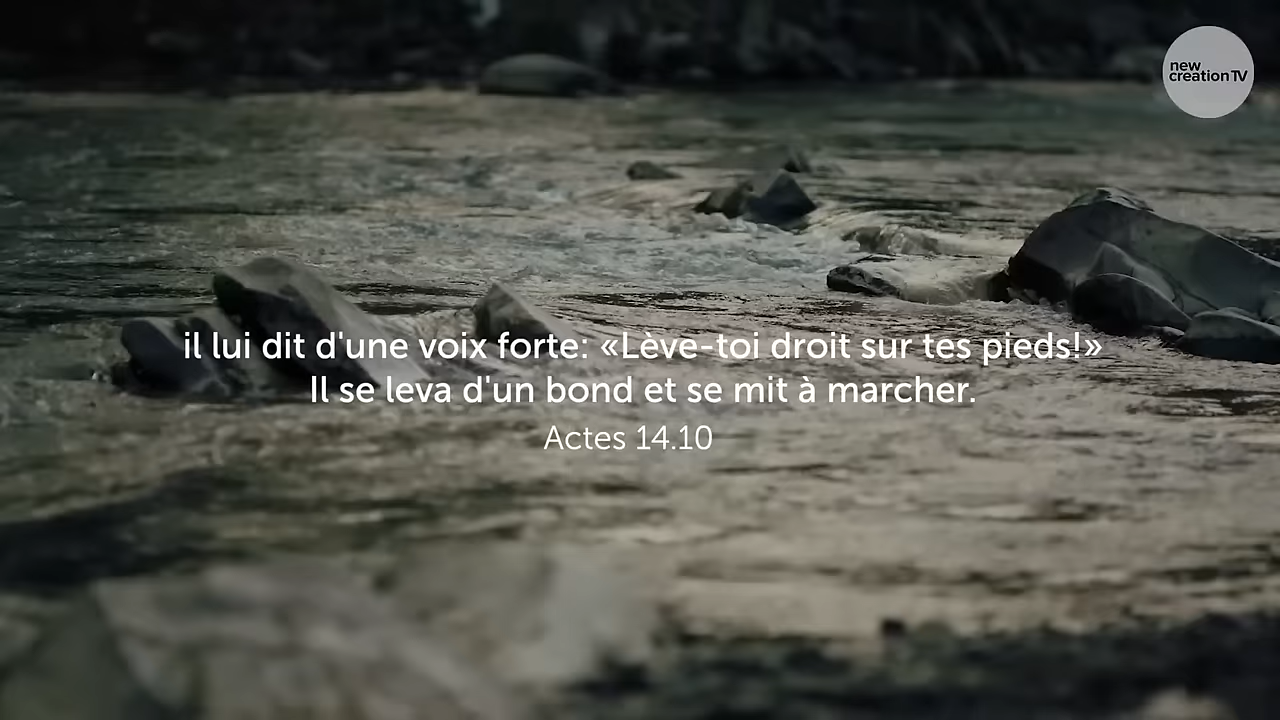 new
creation TV
il lui dit d'une voix forte: «Lève-toi droit sur tes pieds!»
Il se leva d'un bond et se mit à marcher.
Actes 14.10